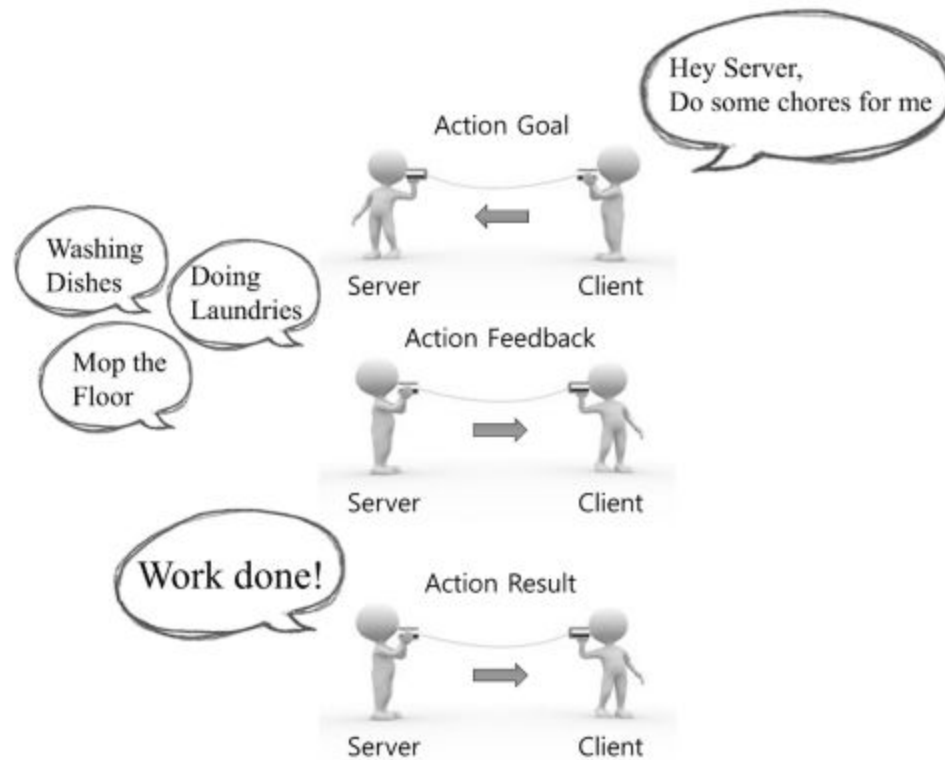 Hey Server,
Do some chores for me
Action Goal
Server
Client
Washing
Dishes
Doing
Laundries
Mop the
Floor
Action Feedback
Server
Client
Work done!
Action Result
Server
Client